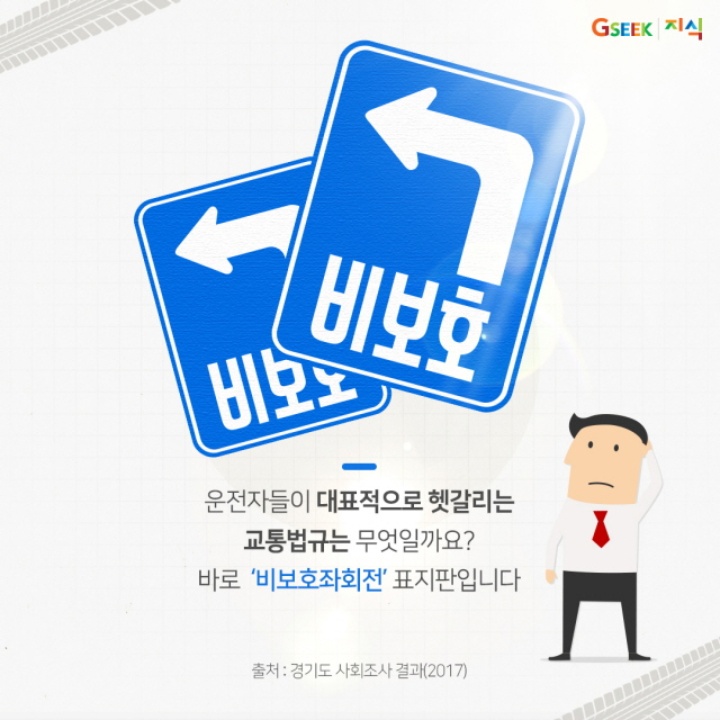 GSEEK 지식
비보호
비보호
운전자들이 대표적으로 헷갈리는
교통법규는 무엇일까요?
바로 ‘비보호좌회전’ 표지판입니다
출처 : 경기도 사회조사 결과(2017)